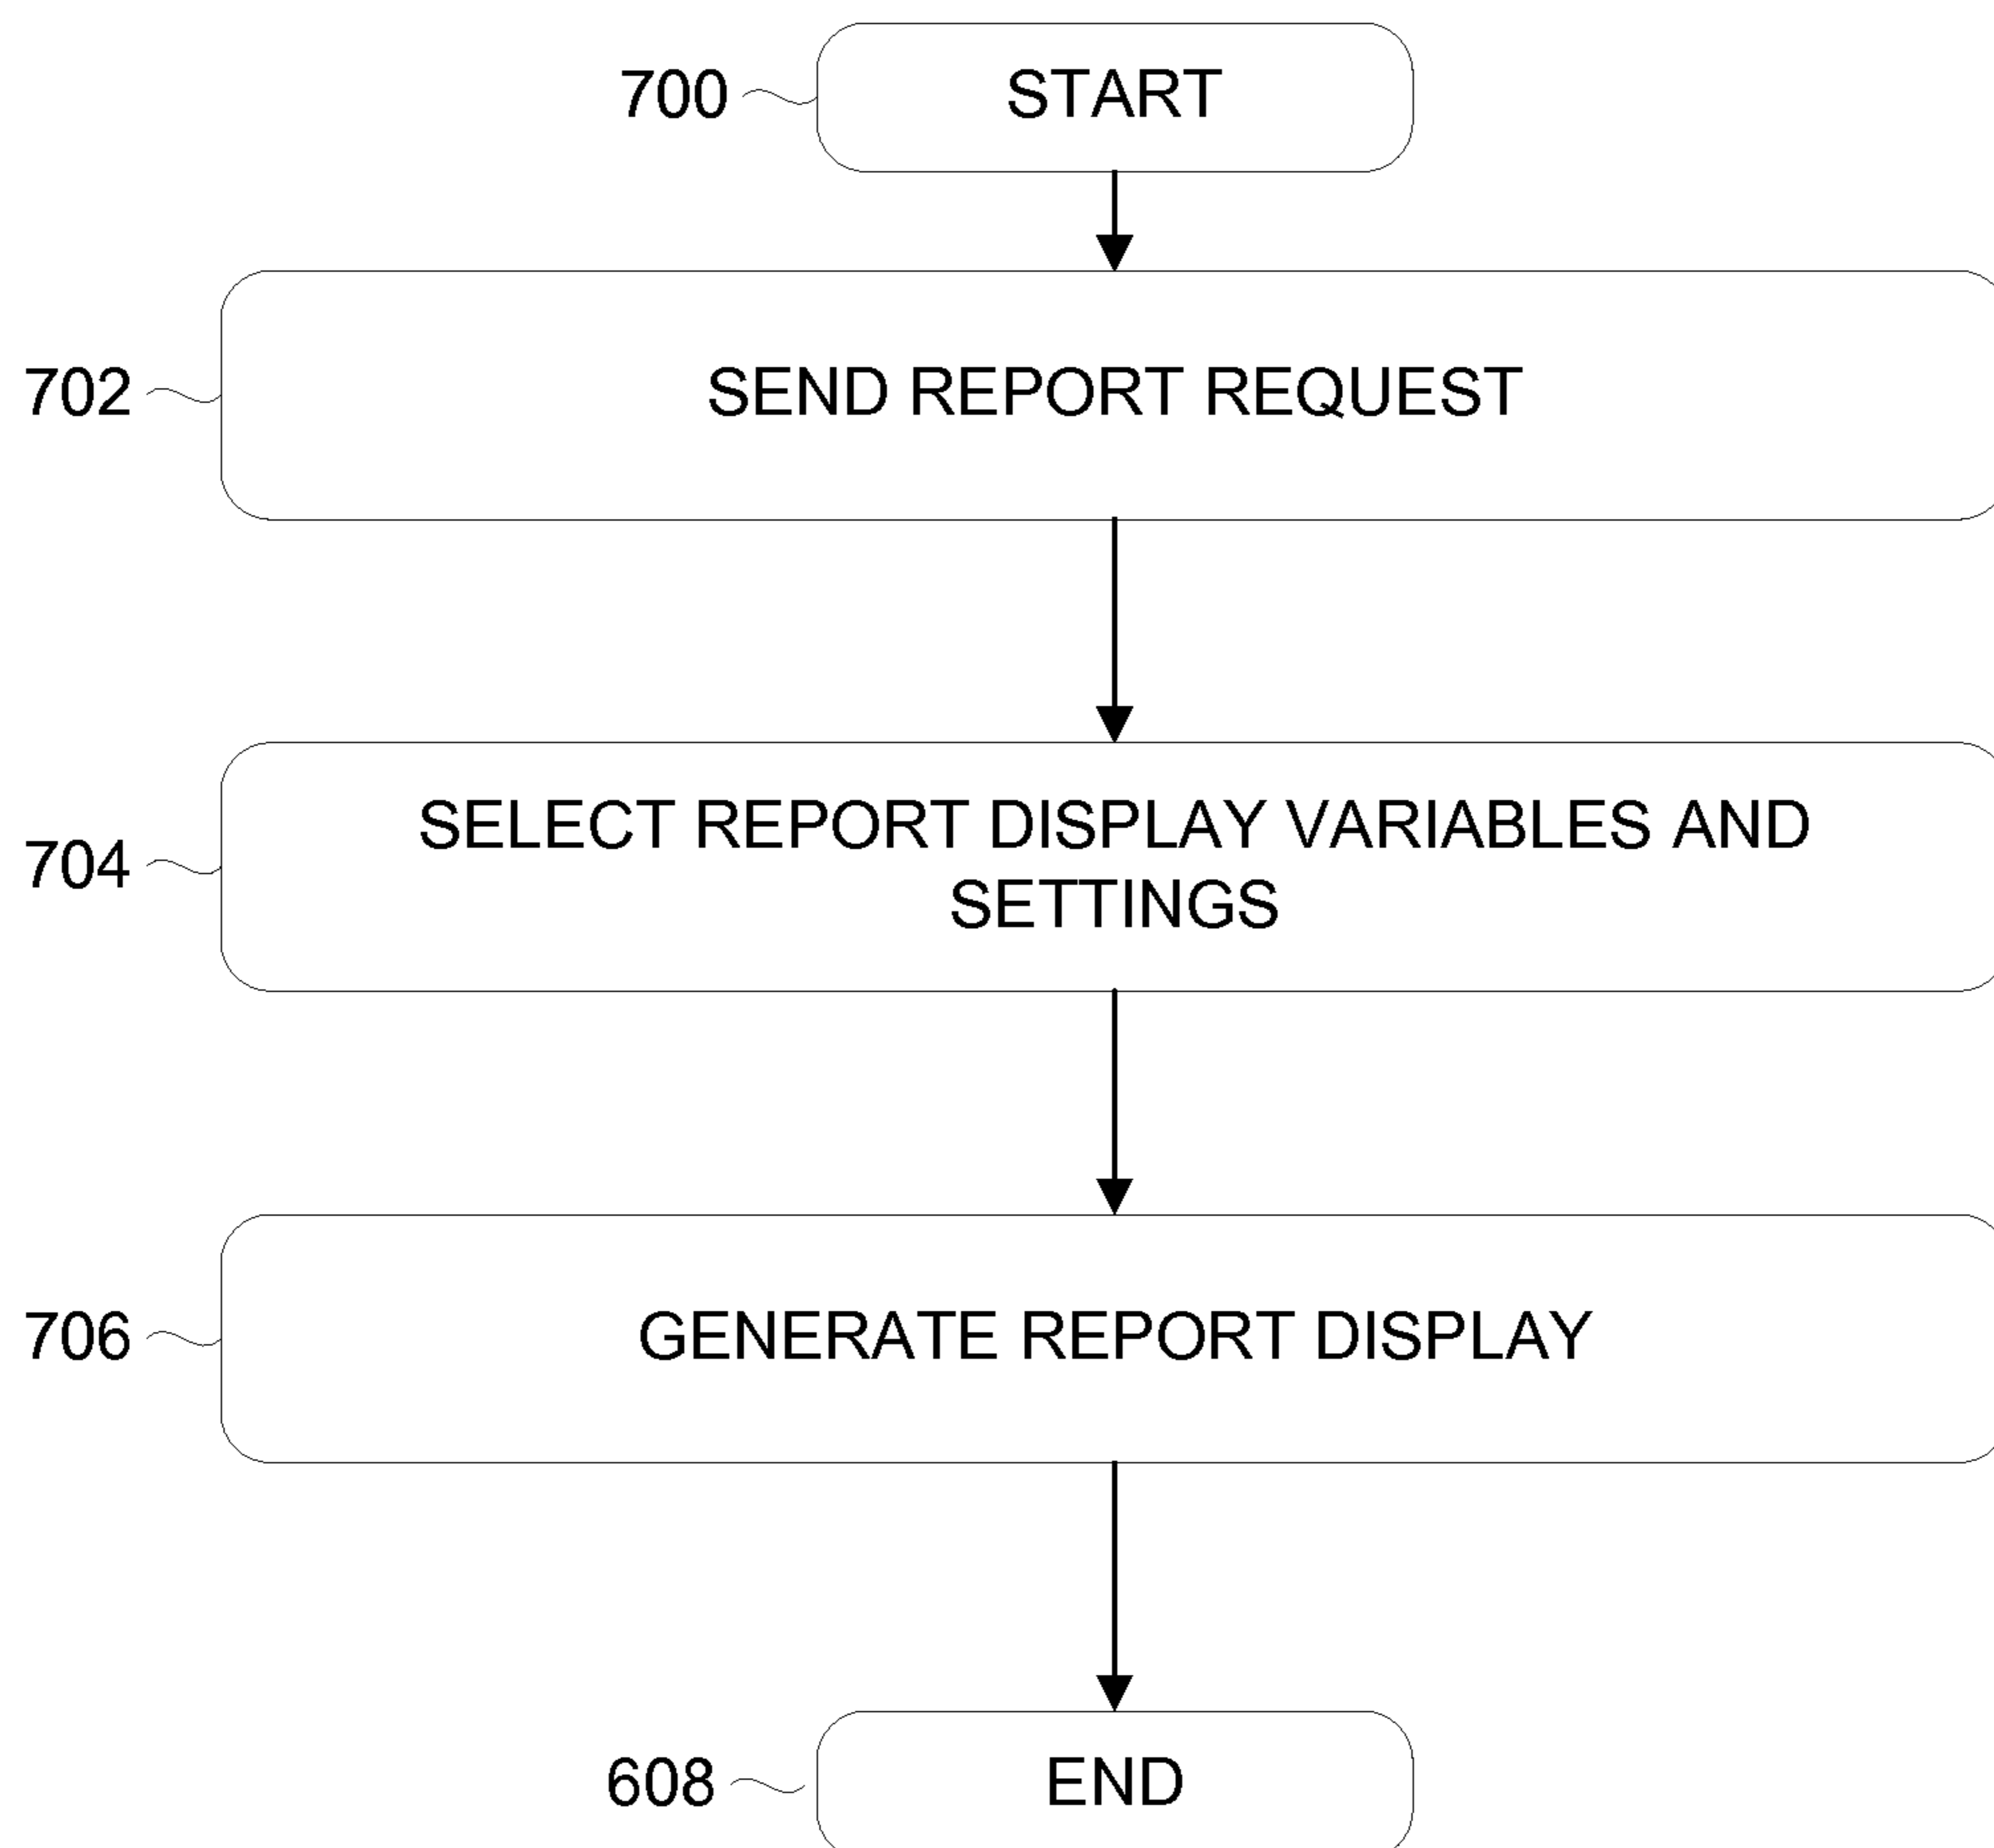 700 START
702 SEND REPORT REQUEST
704 SELECT REPORT DISPLAY VARIABLES AND
SETTINGS
706 GENERATE REPORT DISPLAY
608 END